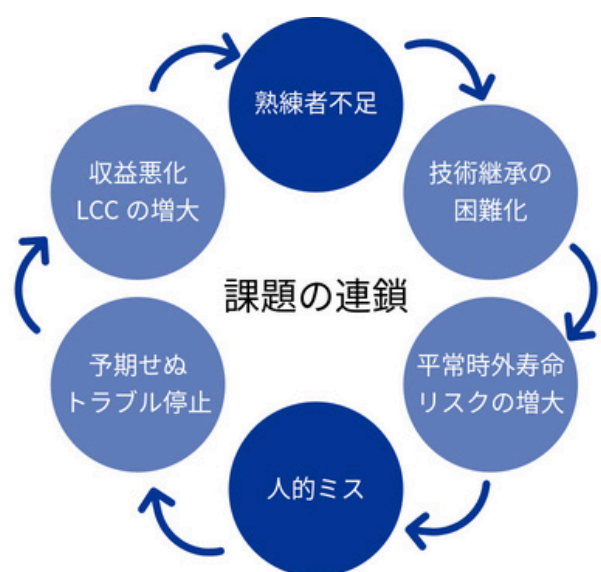 熟練者不足
技術継承の
困難化
平常時外寿命
リスクの増大
人的ミス
予期せぬ
トラブル停止
収益悪化
LCC の増大
課題の連鎖